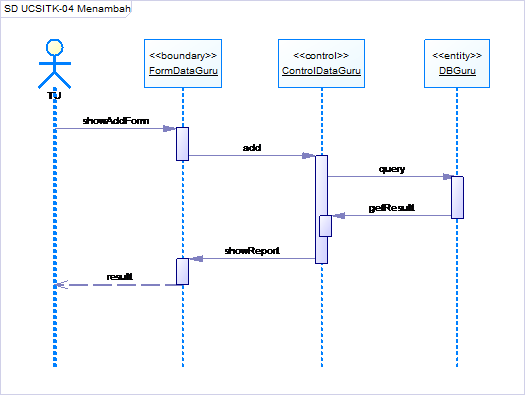 SD UCSITK-04 Menambah
<<boundary>>
FormDataGuru
<<control>>
ControlDataGuru
<<entity>>
DBGuru
TU
showAddForm
add
query
getResult
showReport
result